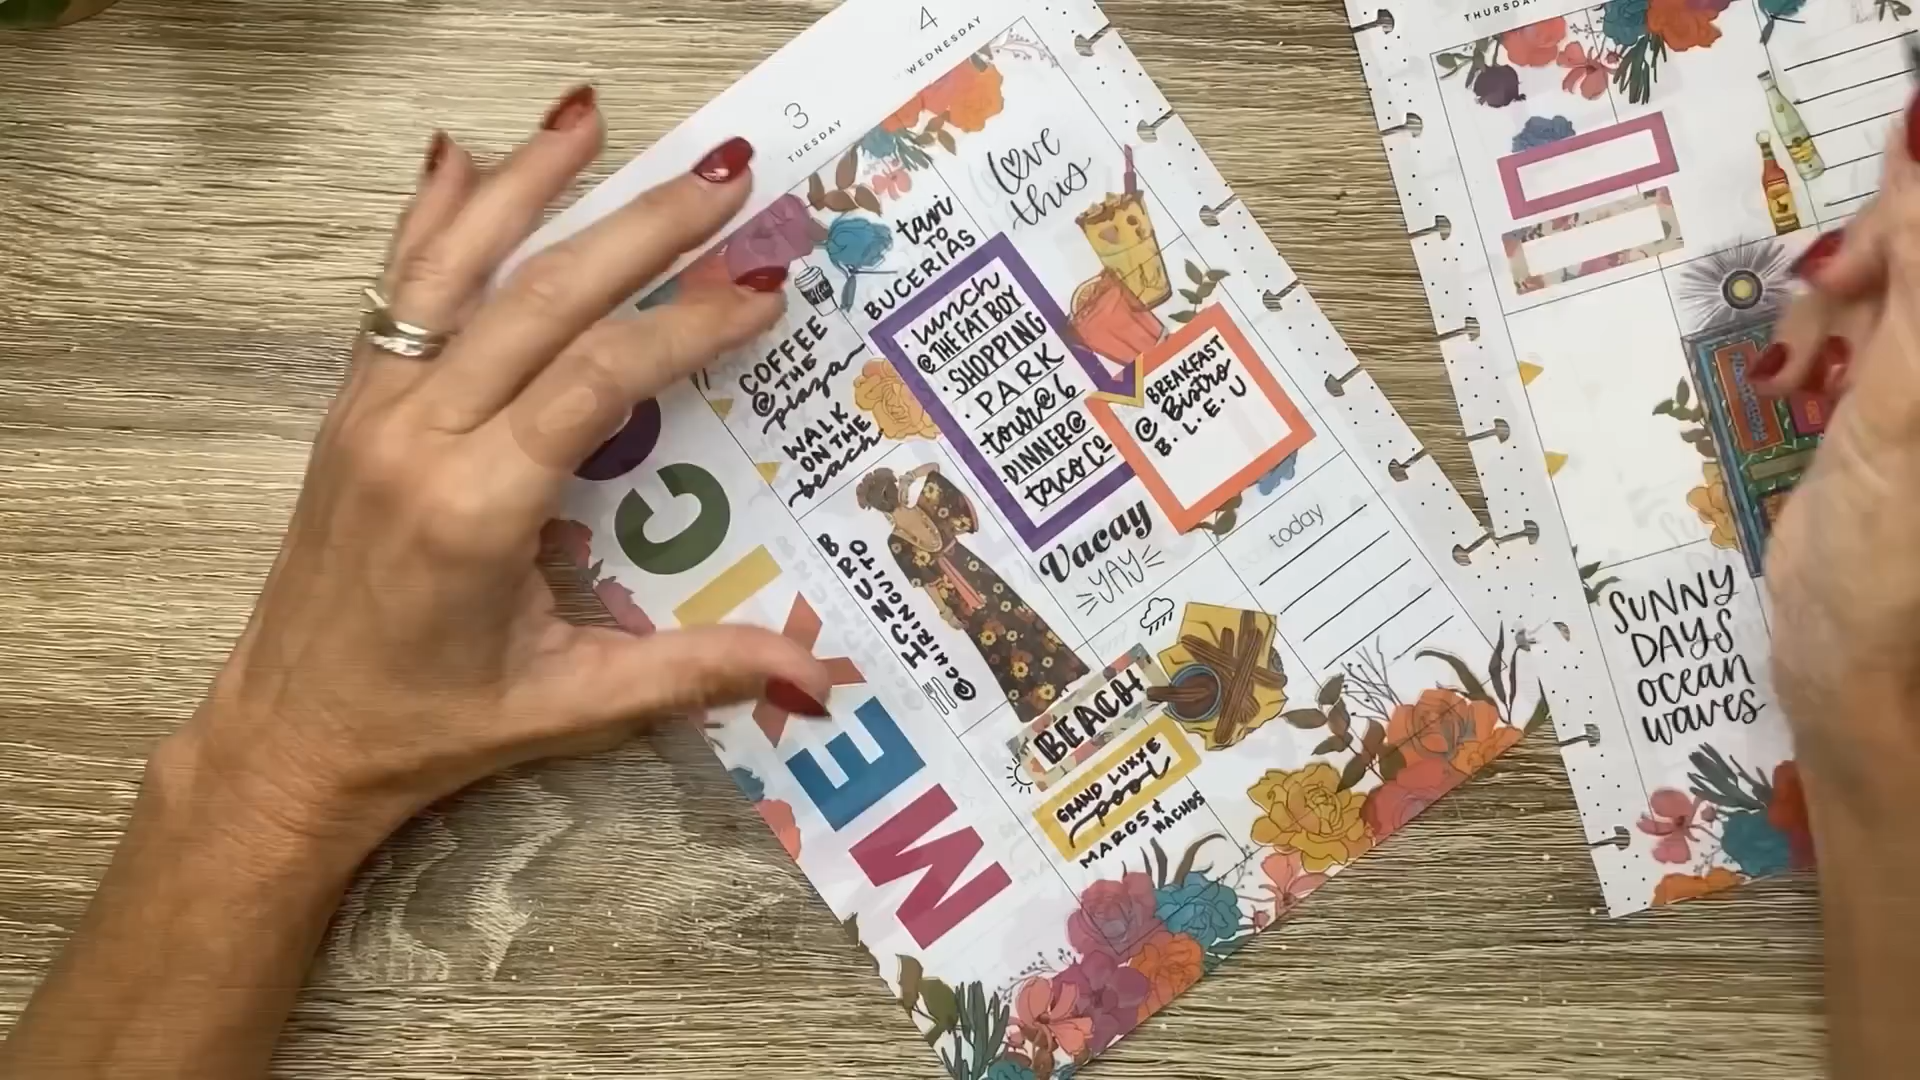 4
WEDNESDAY
3
TUESDAY
THURSDAY
MEXICO
COFFEE
@ THE
plaza
WALK
ON THE
beach
taxi
TO
BUCERIAS
• lunch
@ THE FAT BOY
• SHOPPING
• PARK
• tour @ 6
• DINNER @
taco Co
love
this
BREAKFAST
@ Bistro
B.L.E.U
Vacay
YAY
today
BRUNCH
@CHIRINGUITO
BEACH
GRAND LUXXE
pool
MARGS &
NACHOS
SUNNY
DAYS
ocean
waves